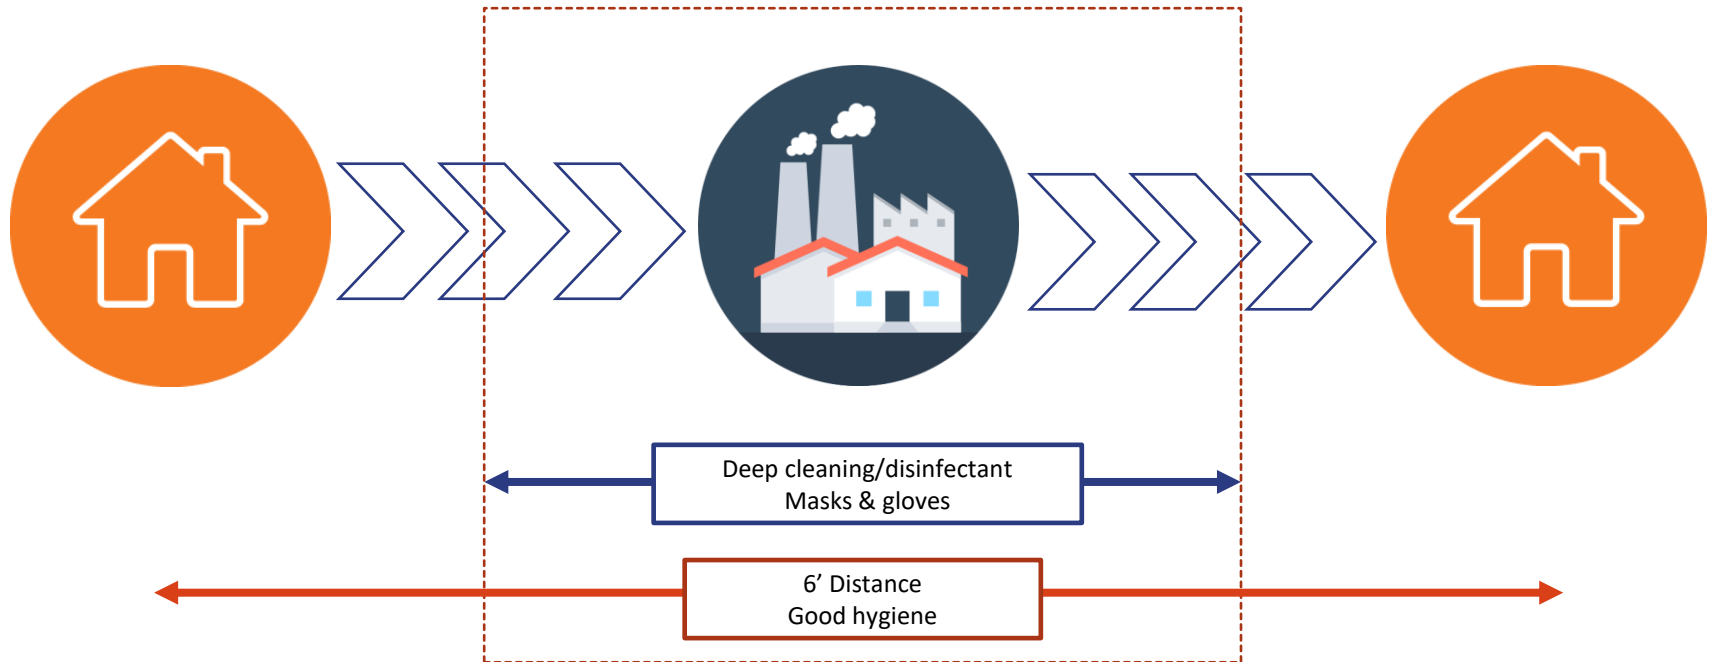 Deep cleaning/disinfectant
Masks & gloves
6’ Distance
Good hygiene